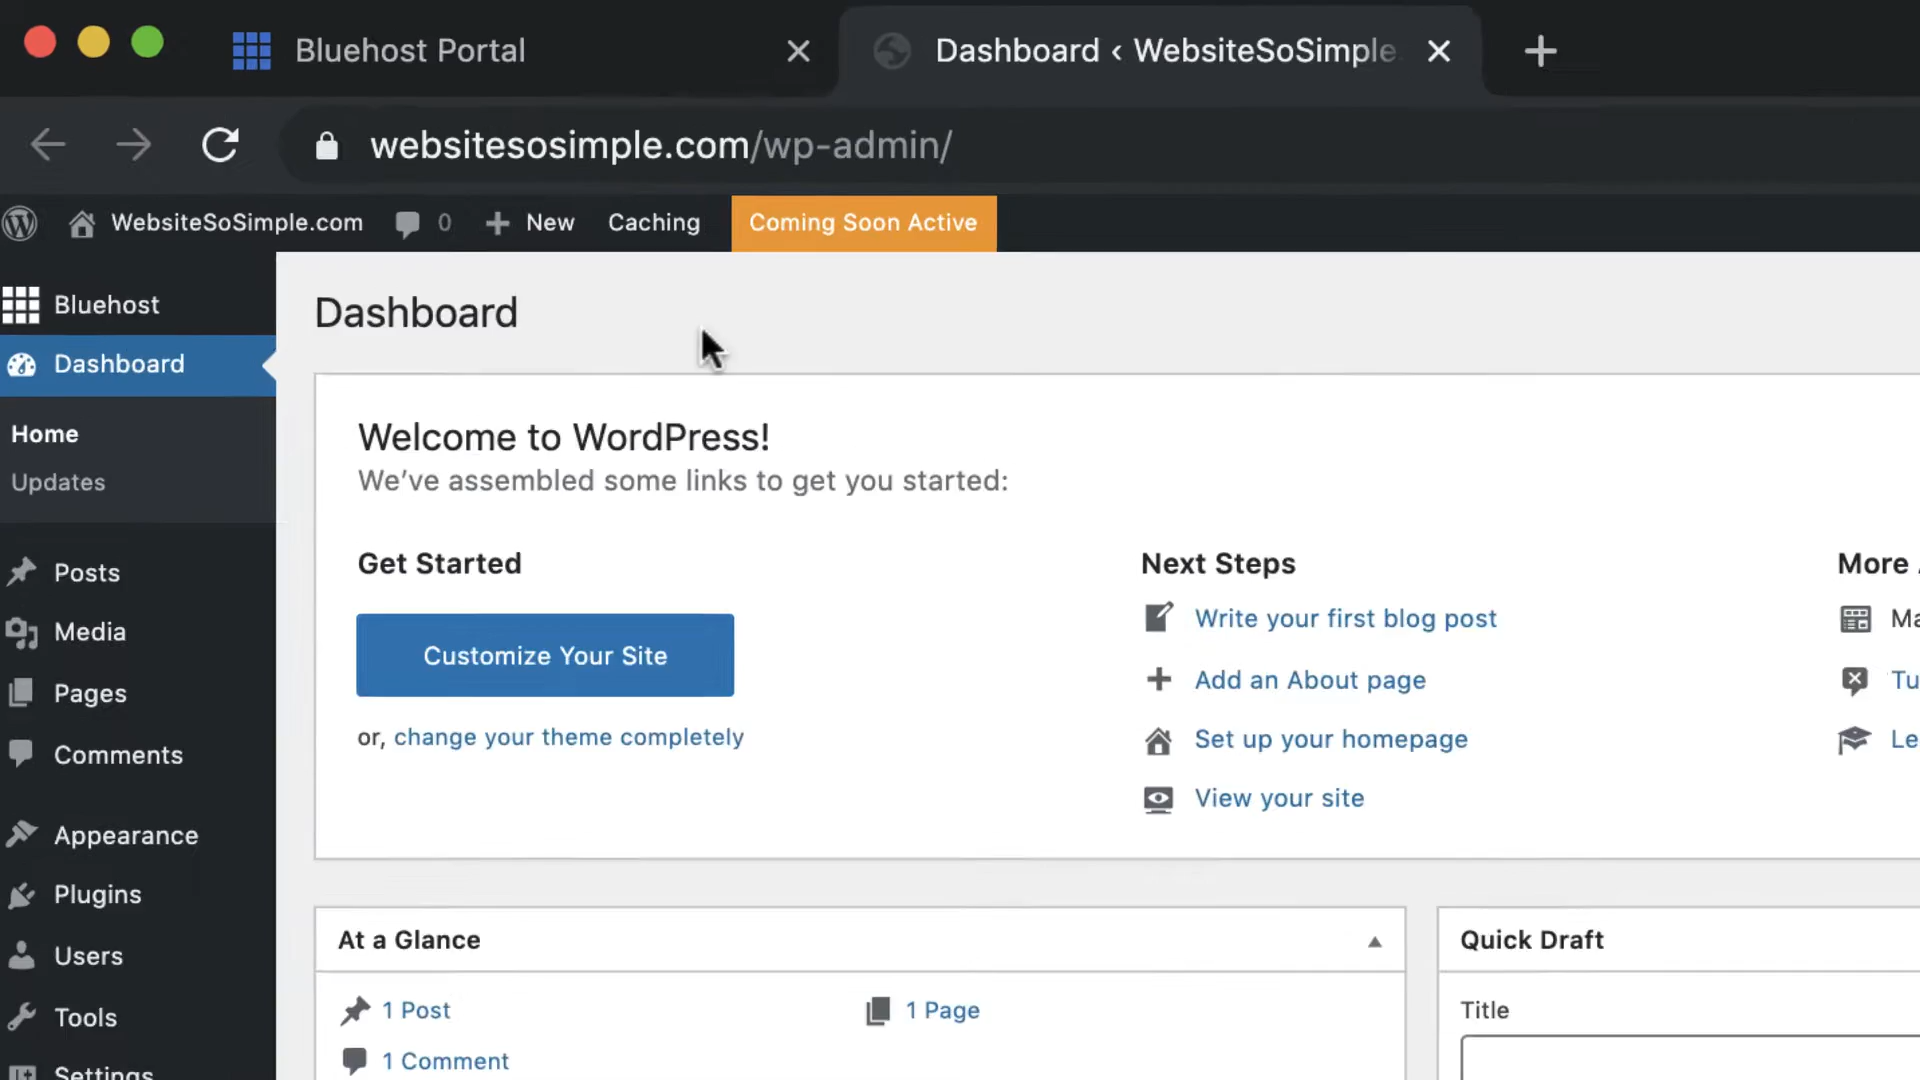 Bluehost Portal
Dashboard ‹ WebsiteSoSimple
websitesosimple.com/wp-admin/
WebsiteSoSimple.com 0 New Caching Coming Soon Active
Bluehost
Dashboard
Home
Updates
Posts
Media
Pages
Comments
Appearance
Plugins
Users
Tools
Settings
Dashboard
Welcome to WordPress!
We’ve assembled some links to get you started:
Get Started
Customize Your Site
or, change your theme completely
Next Steps
Write your first blog post
Add an About page
Set up your homepage
View your site
More
At a Glance
1 Post
1 Page
1 Comment
Quick Draft
Title